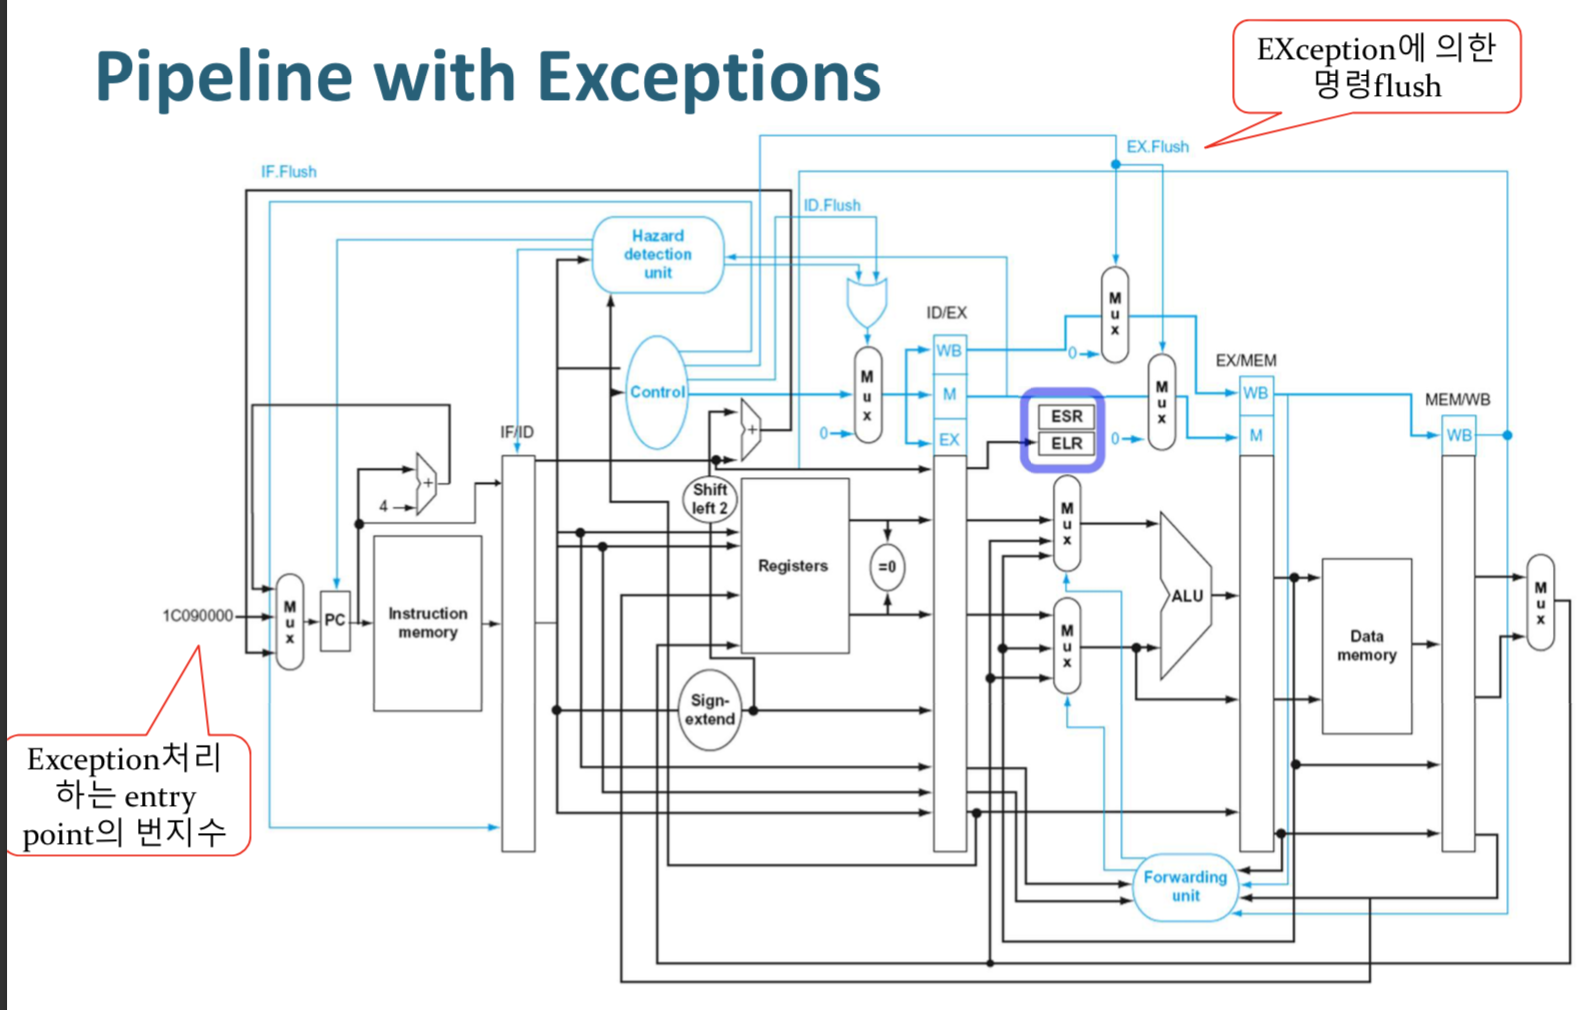 Pipeline with Exceptions
EXception에 의한
명령flush
EX.Flush
IF.Flush
ID.Flush
Hazard
detection
unit
Control
M
u
x
0
ID/EX
WB
M
EX
M
u
x
0
M
u
x
0
ESR
ELR
EX/MEM
WB
M
MEM/WB
WB
IF/ID
+
4
+
Shift
left 2
Registers
=0
M
u
x
M
u
x
ALU
1C090000
M
u
x
PC
Instruction
memory
Sign-
extend
Data
memory
M
u
x
Forwarding
unit
Exception처리
하는 entry
point의 번지수